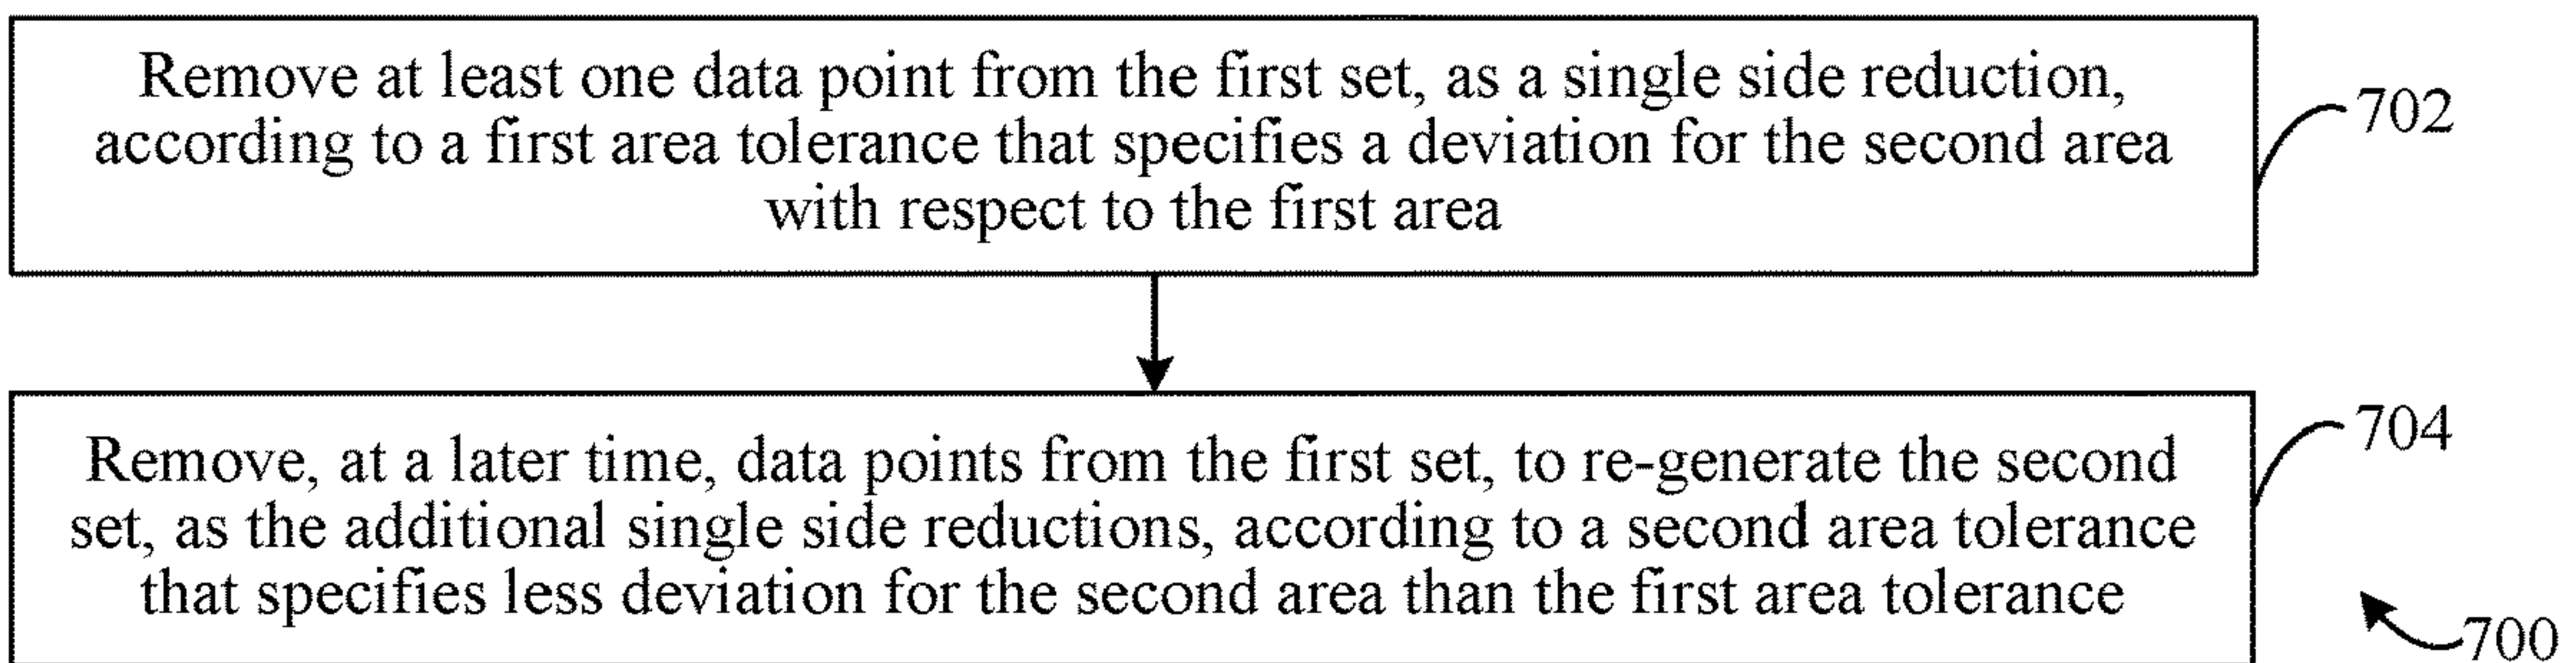 Remove at least one data point from the first set, as a single side reduction,
according to a first area tolerance that specifies a deviation for the second area
with respect to the first area
702
Remove, at a later time, data points from the first set, to re-generate the second
set, as the additional single side reductions, according to a second area tolerance
that specifies less deviation for the second area than the first area tolerance
704
700